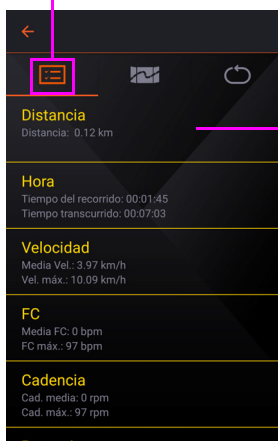 Distancia
Distancia: 0.12 km
Hora
Tiempo del recorrido: 00:01:45
Tiempo transcurrido: 00:07:03
Velocidad
Media Vel.: 3.97 km/h
Vel. máx.: 10.09 km/h
FC
Media FC: 0 bpm
FC máx.: 97 bpm
Cadencia
Cad. media: 0 rpm
Cad. máx.: 97 rpm